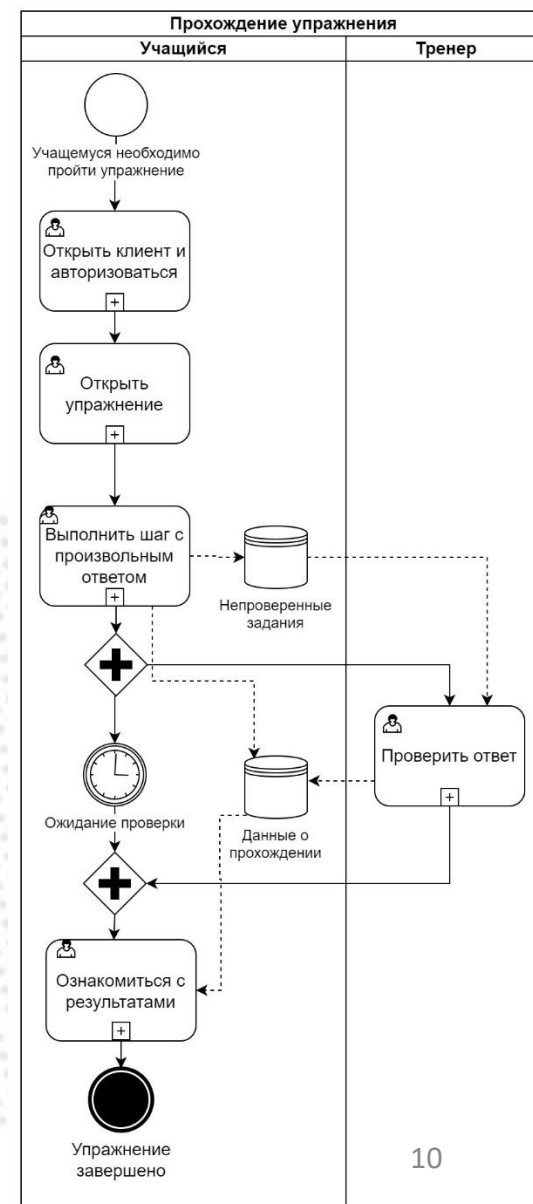 Прохождение упражнения
Учащийся
Тренер
Учащемуся необходимо
пройти упражнение
Открыть клиент и
авторизоваться
Открыть
упражнение
Выполнить шаг с
произвольным
ответом
Непроверенные
задания
Проверить ответ
Ожидание проверки
Данные о
прохождении
Ознакомиться с
результатами
Упражнение
завершено
10